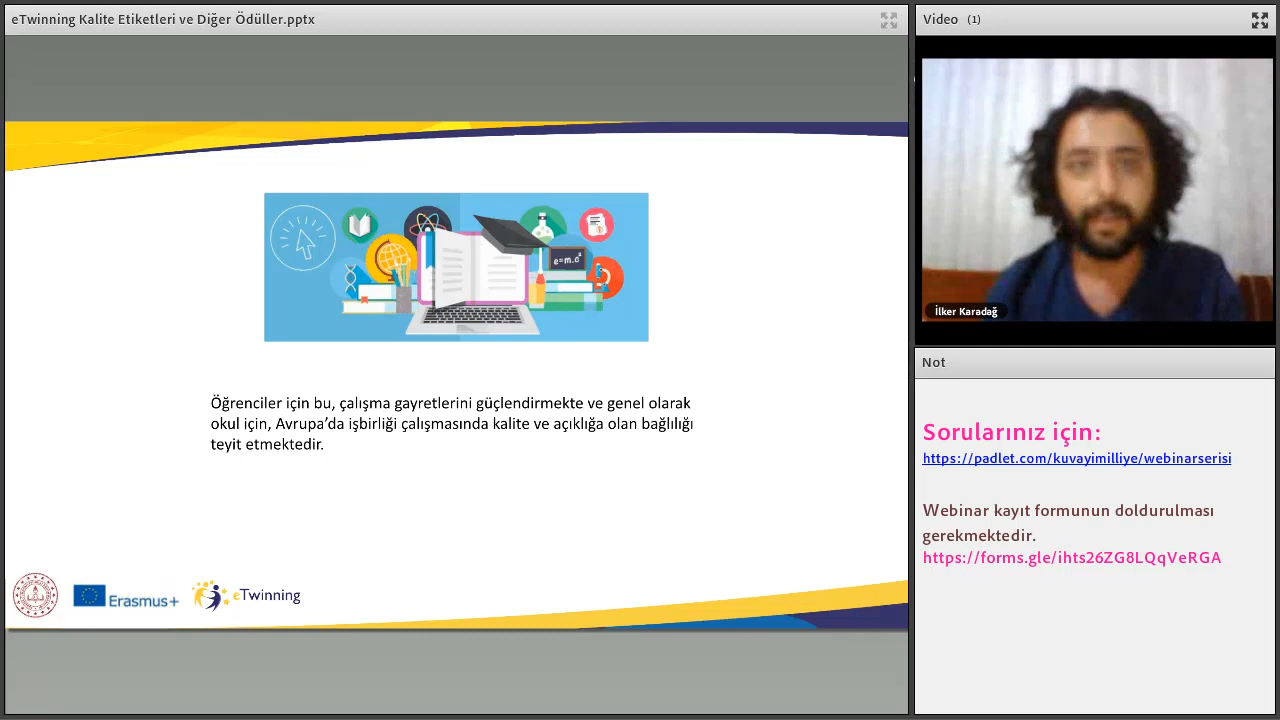 eTwinning Kalite Etiketleri ve Diğer Ödüller.pptx
e=m.c²
Öğrenciler için bu, çalışma gayretlerini güçlendirmekte ve genel olarak
okul için, Avrupa’da işbirliği çalışmasında kalite ve açıklığa olan bağlılığı
teyit etmektedir.
Erasmus+
eTwinning
Video (1)
İlker Karadağ
Not
Sorularınız için:
https://padlet.com/kuvayimilliye/webinarserisi
Webinar kayıt formunun doldurulması
gerekmektedir.
https://forms.gle/ihts26ZG8LQqVeRGA